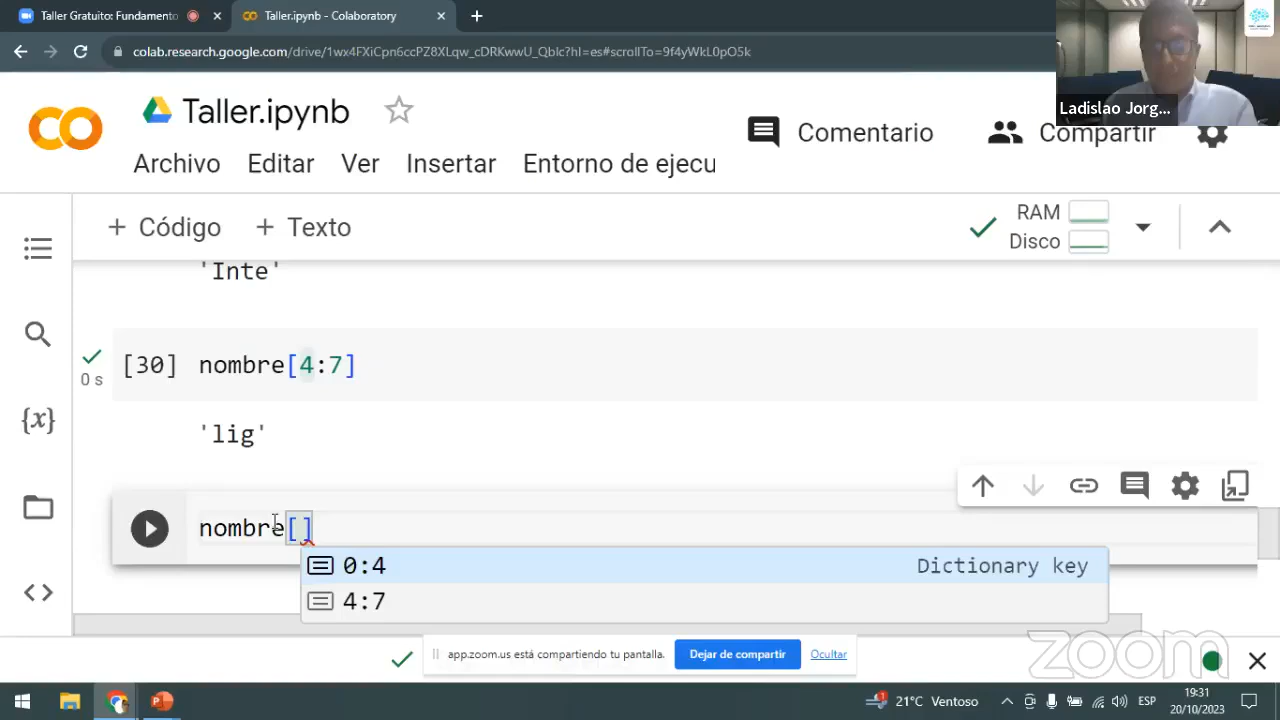 Taller Gratuito: Fundamento
Taller.ipynb - Colaboratory
colab.research.google.com/drive/1wx4FXiCpn6ccPZ8XLqw_cDRKwwU_Qblc?hl=es#scrollTo=9f4yWkL0pO5k
Ladislao Jorg...
Taller.ipynb
Comentario
Compartir
Archivo Editar Ver Insertar Entorno de ejecu
+ Código + Texto
RAM
Disco
'Inte'
[30] nombre[4:7]
0 s
{x}
'lig'
nombre[]
0:4 Dictionary key
4:7
zoom
app.zoom.us está compartiendo tu pantalla.
Dejar de compartir
Ocultar
1
21°C Ventoso
ESP
19:31
20/10/2023